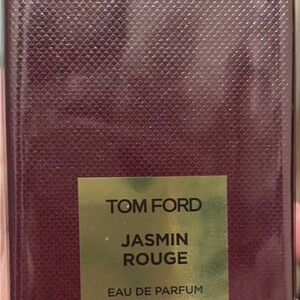 TOM FORD
JASMIN
ROUGE
EAU DE PARFUM